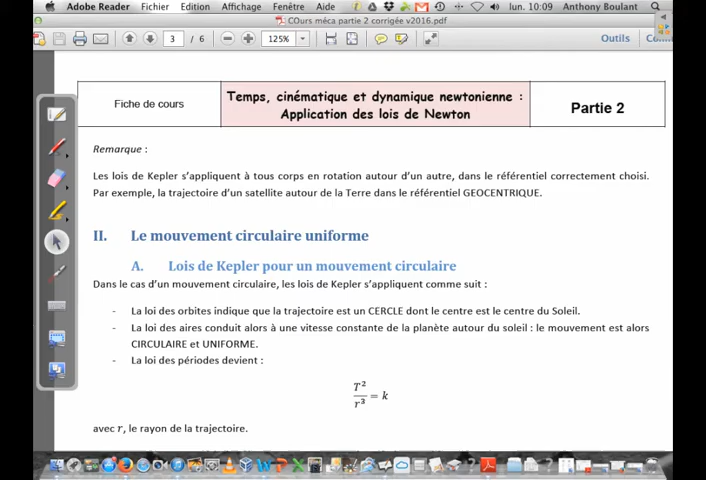 Adobe Reader Fichier Edition Affichage Fenêtre Aide lun. 10:09 Anthony Boulant
COurs méca partie 2 corrigée v2016.pdf
3 / 6 125% Outils
Fiche de cours
Temps, cinématique et dynamique newtonienne :
Application des lois de Newton
Partie 2
Remarque :
Les lois de Kepler s'appliquent à tous corps en rotation autour d'un autre, dans le référentiel correctement choisi.
Par exemple, la trajectoire d'un satellite autour de la Terre dans le référentiel GEOCENTRIQUE.
II. Le mouvement circulaire uniforme
A. Lois de Kepler pour un mouvement circulaire
Dans le cas d'un mouvement circulaire, les lois de Kepler s'appliquent comme suit :
- La loi des orbites indique que la trajectoire est un CERCLE dont le centre est le centre du Soleil.
- La loi des aires conduit alors à une vitesse constante de la planète autour du soleil : le mouvement est alors
CIRCULAIRE et UNIFORME.
- La loi des périodes devient :
T²
/ r³ = k
avec r, le rayon de la trajectoire.